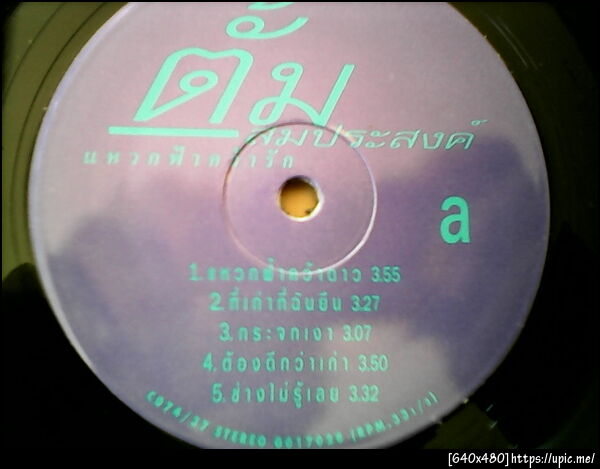 ตั้ม
สมประสงค์
แหวกฟ้าคว้ารัก
a
1. แหวกฟ้าคว้าดาว 3.55
2. ที่เก่าที่ฉันยืน 3.27
3. กระจกเงา 3.07
4. ต้องดีกว่าเก่า 3.50
5. ช่างไม่รู้เลย 3.32
STEREO (RPM.33 1/3)
[640x480]https://upic.me/